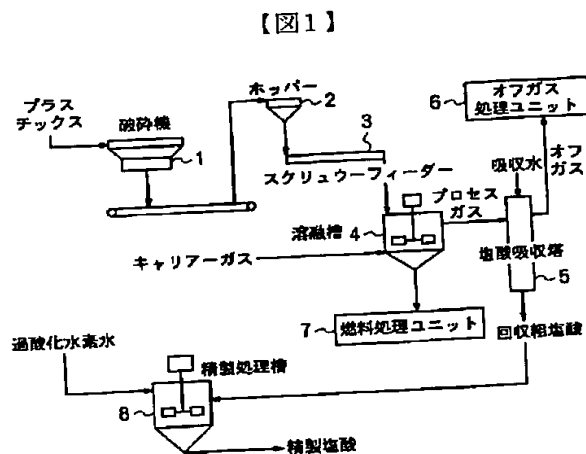 【図1】
プラス
チックス
破砕機
1
ホッパー
2
3
スクリュウーフィーダー
6
オフガス
処理ユニット
吸収水
オフ
ガス
プロセス
ガス
溶融槽
4
塩酸吸収塔
5
キャリアーガス
7
燃料処理ユニット
回収粗塩酸
過酸化水素水
精製処理槽
8
精製塩酸